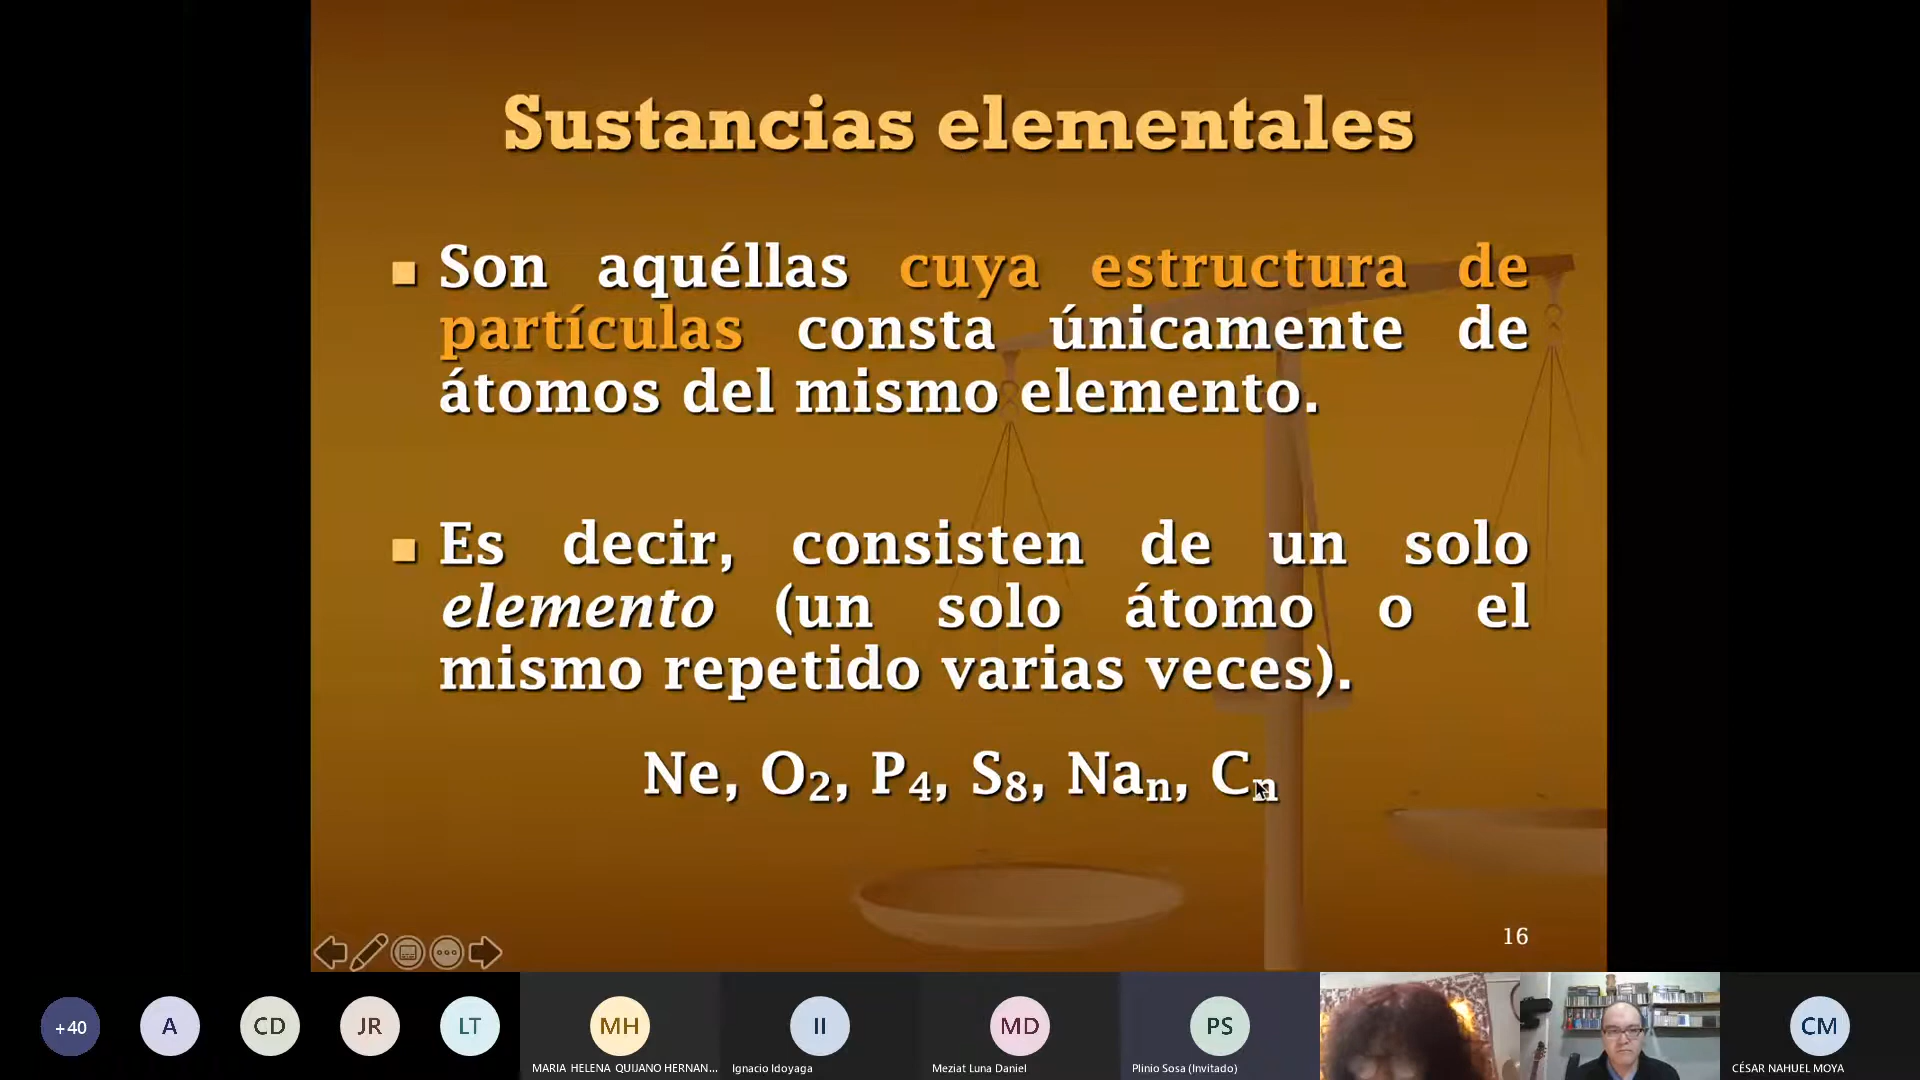 Sustancias elementales
Son aquéllas cuya estructura de
partículas consta únicamente de
átomos del mismo elemento.
Es decir, consisten de un solo
elemento (un solo átomo o el
mismo repetido varias veces).
Ne, O₂, P₄, S₈, Naₙ, Cₙ
16
+40
A
CD
JR
LT
MH
II
MD
PS
CM
MARIA HELENA QUIJANO HERNAN...
Ignacio Idoyaga
Meziat Luna Daniel
Plinio Sosa (Invitado)
CÉSAR NAHUEL MOYA